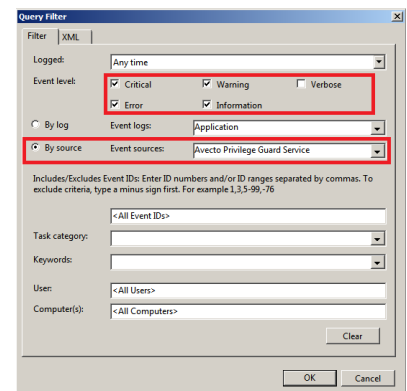 Query Filter
Filter XML
Logged: Any time
Event level: Critical Warning Verbose
Error Information
By log Event logs: Application
By source Event sources: Avecto Privilege Guard Service
Includes/Excludes Event IDs: Enter ID numbers and/or ID ranges separated by commas. To
exclude criteria, type a minus sign first. For example 1,3,5-99,-76
<All Event IDs>
Task category:
Keywords:
User: <All Users>
Computer(s): <All Computers>
Clear
OK Cancel